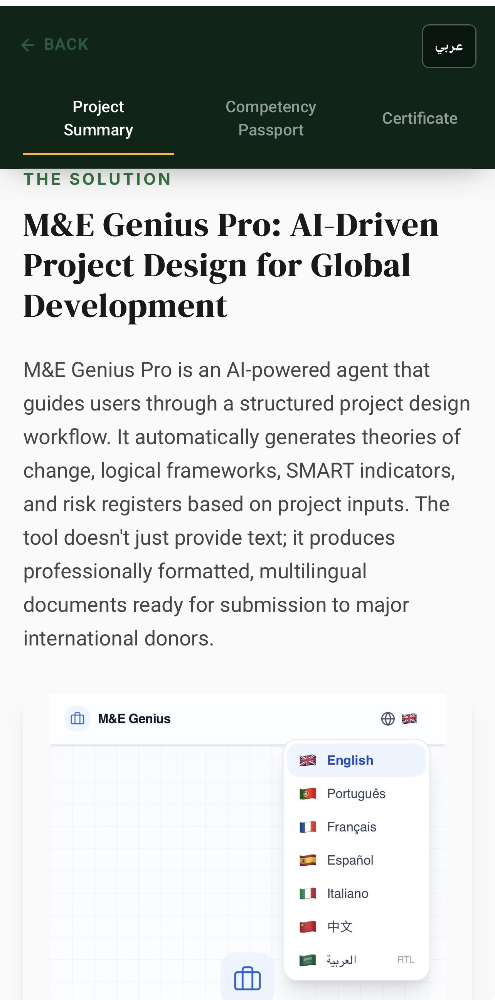 BACK
عربي
Project
Summary
Competency
Passport
Certificate
THE SOLUTION
M&E Genius Pro: AI-Driven
Project Design for Global
Development
M&E Genius Pro is an AI-powered agent that
guides users through a structured project design
workflow. It automatically generates theories of
change, logical frameworks, SMART indicators,
and risk registers based on project inputs. The
tool doesn't just provide text; it produces
professionally formatted, multilingual
documents ready for submission to major
international donors.
M&E Genius
English
Português
Français
Español
Italiano
中文
العربية RTL